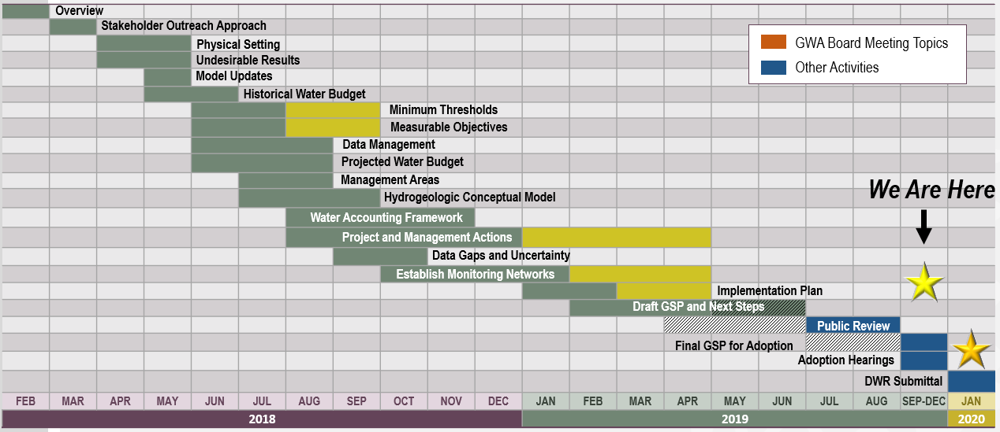 Overview
Stakeholder Outreach Approach
Physical Setting
GWA Board Meeting Topics
Undesirable Results
Other Activities
Model Updates
Historical Water Budget
Minimum Thresholds
Measurable Objectives
Data Management
Projected Water Budget
Management Areas
We Are Here
Hydrogeologic Conceptual Model
Water Accounting Framework
Project and Management Actions
Data Gaps and Uncertainty
Establish Monitoring Networks
Implementation Plan
Draft GSP and Next Steps
Public Review
Final GSP for Adoption
Adoption Hearings
DWR Submittal
FEB MAR APR MAY JUN JUL AUG SEP OCT NOV DEC JAN FEB MAR APR MAY JUN JUL AUG SEP-DEC JAN
2018 2019 2020